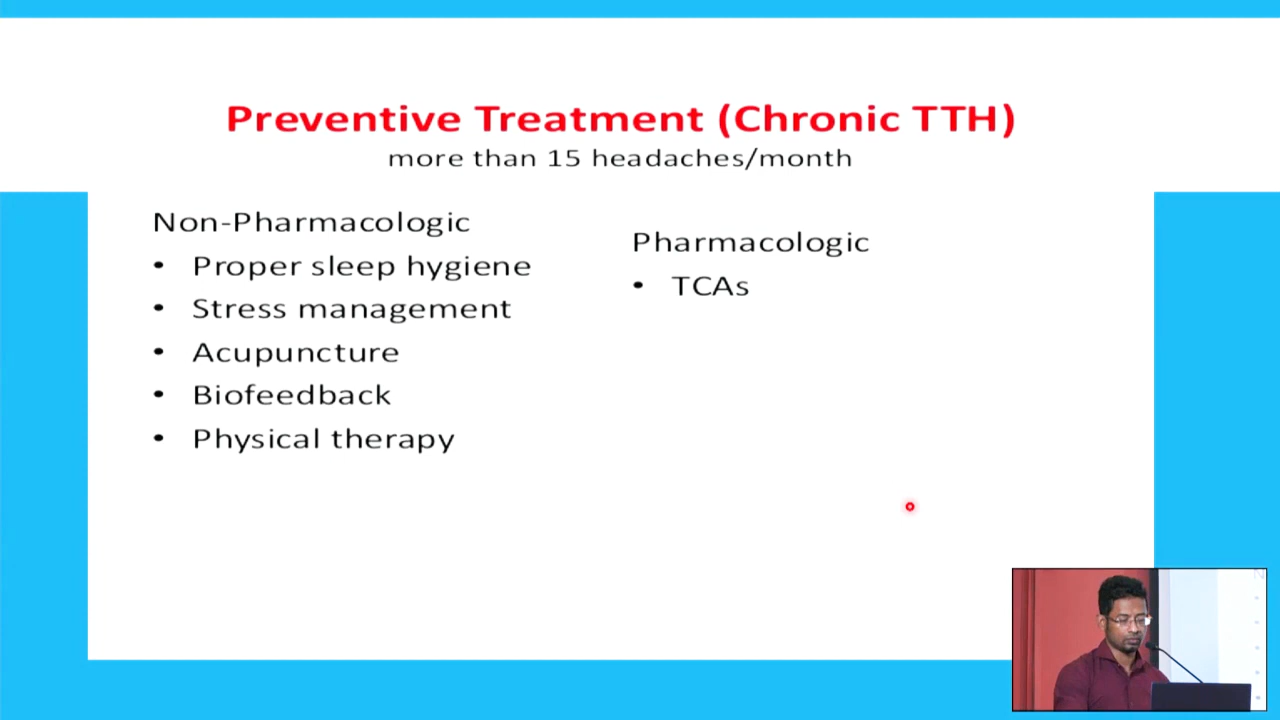 Preventive Treatment (Chronic TTH)
more than 15 headaches/month
Non-Pharmacologic
• Proper sleep hygiene
• Stress management
• Acupuncture
• Biofeedback
• Physical therapy
Pharmacologic
• TCAs